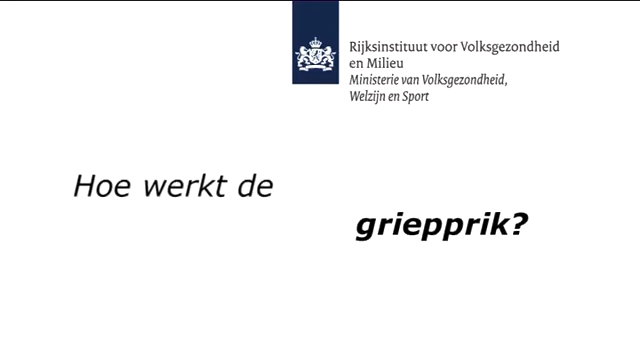 Rijksinstituut voor Volksgezondheid
en Milieu
Ministerie van Volksgezondheid,
Welzijn en Sport
Hoe werkt de
griepprik?